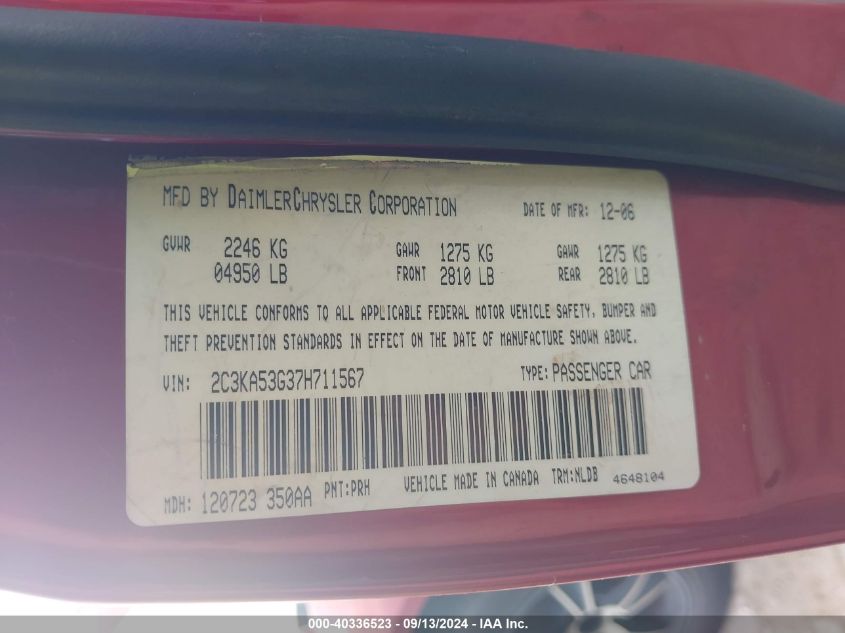 MFD BY DAIMLERCHRYSLER CORPORATION DATE OF MFR: 12-06
GVWR 2246 KG GAWR 1275 KG GAWR 1275 KG
04950 LB FRONT 2810 LB REAR 2810 LB
THIS VEHICLE CONFORMS TO ALL APPLICABLE FEDERAL MOTOR VEHICLE SAFETY, BUMPER AND
THEFT PREVENTION STANDARDS IN EFFECT ON THE DATE OF MANUFACTURE SHOWN ABOVE.
VIN: 2C3KA53G37H711567 TYPE: PASSENGER CAR
MDH: 120723 350AA PNT:PRH VEHICLE MADE IN CANADA TRM:NLDB 4648104
000-40336523 - 09/13/2024 - IAA Inc.